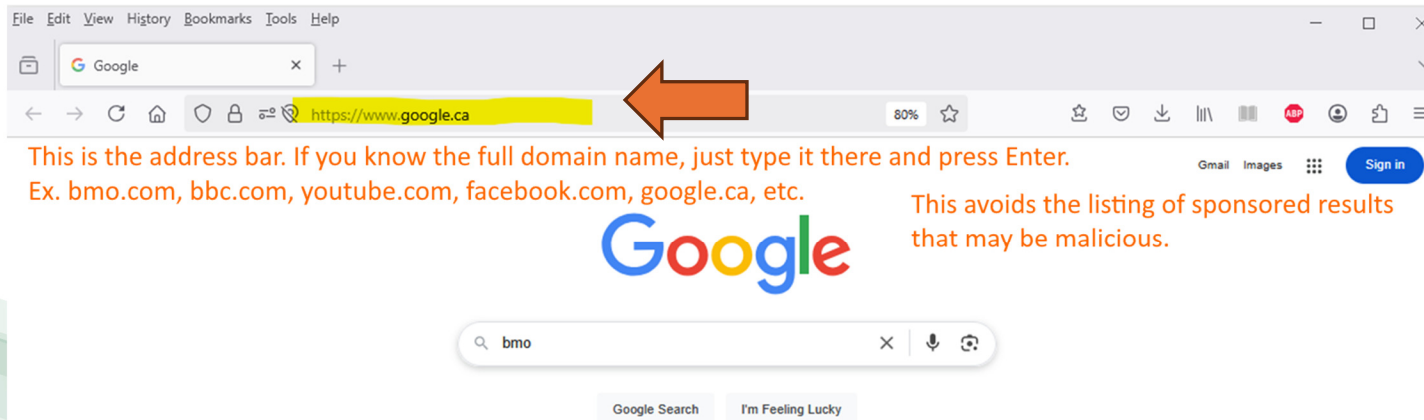 File Edit View History Bookmarks Tools Help
Google
https://www.google.ca
80%
ABP
This is the address bar. If you know the full domain name, just type it there and press Enter.
Ex. bmo.com, bbc.com, youtube.com, facebook.com, google.ca, etc.
Gmail Images Sign in
This avoids the listing of sponsored results
that may be malicious.
Google
bmo
Google Search I'm Feeling Lucky